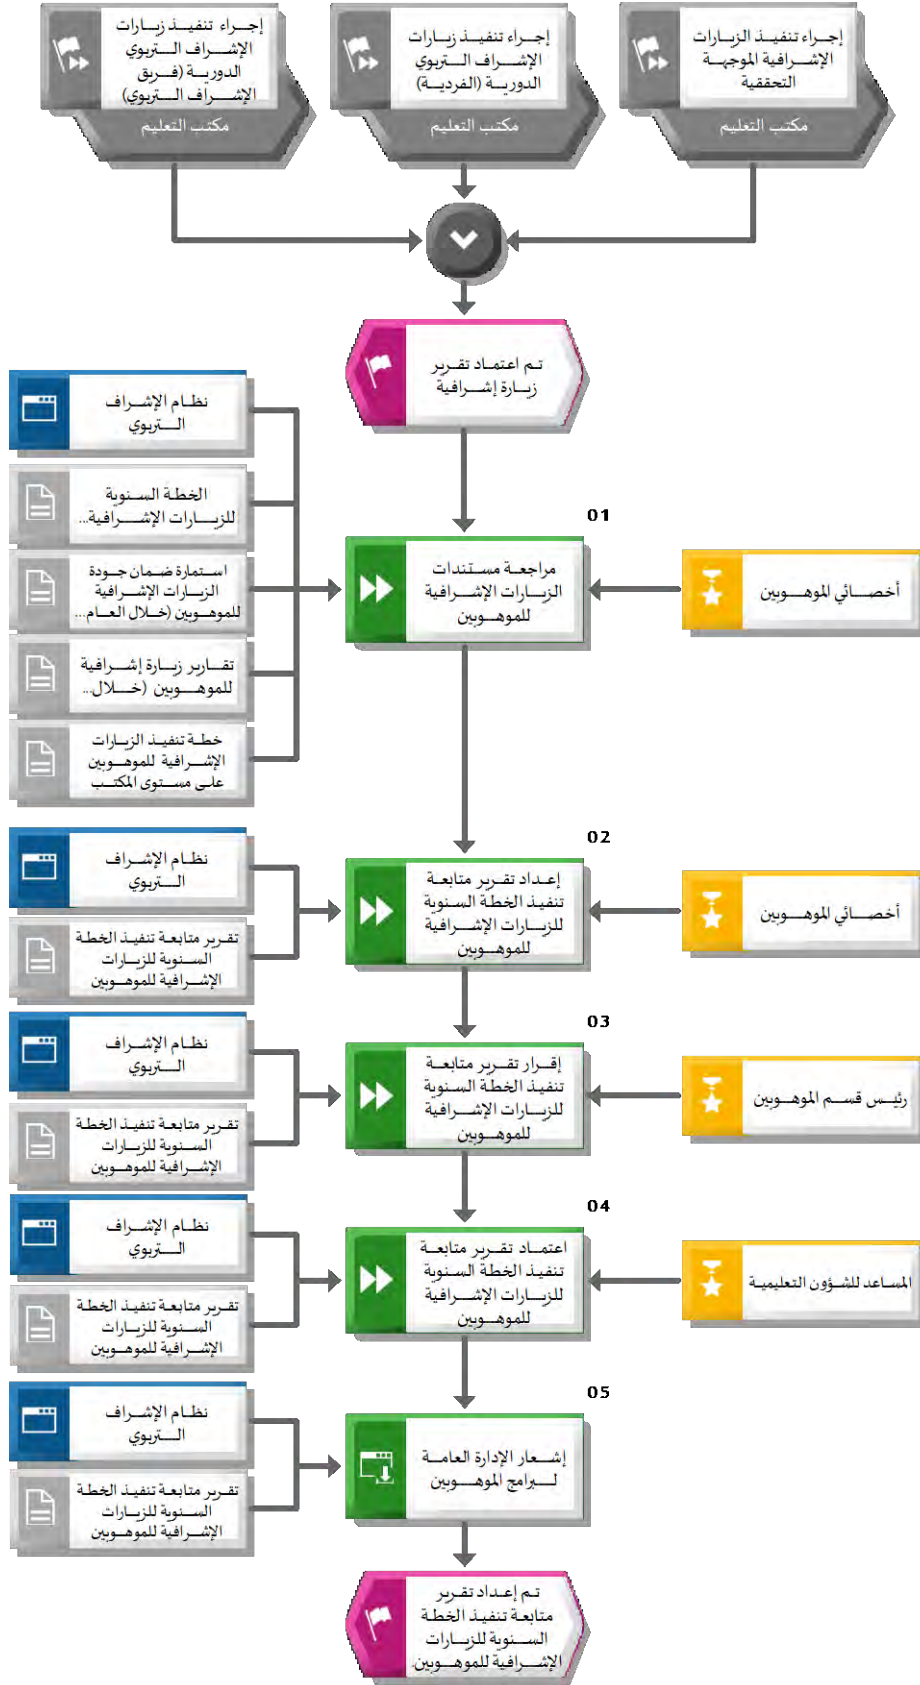 إجراء تنفيذ الزيارات
الإشرافية الموجهة
التحققية
مكتب التعليم
إجراء تنفيذ زيارات
الإشراف التربوي
الدورية (الفردية)
مكتب التعليم
إجراء تنفيذ زيارات
الإشراف التربوي
الدورية (فريق
الإشراف التربوي)
مكتب التعليم
تم اعتماد تقرير
زيارة إشرافية
نظام الإشراف
التربوي
الخطة السنوية
للزيارات الإشرافية...
استمارة ضمان جودة
الزيارات الإشرافية
للموهوبين (خلال العام...
تقارير زيارة إشرافية
للموهوبين (خلال...
خطة تنفيذ الزيارات
الإشرافية للموهوبين
على مستوى المكتب
01
مراجعة مستندات
الزيارات الإشرافية
للموهوبين
أخصائي الموهوبين
02
إعداد تقرير متابعة
تنفيذ الخطة السنوية
للزيارات الإشرافية
للموهوبين
أخصائي الموهوبين
نظام الإشراف
التربوي
تقرير متابعة تنفيذ الخطة
السنوية للزيارات
الإشرافية للموهوبين
03
إقرار تقرير متابعة
تنفيذ الخطة السنوية
للزيارات الإشرافية
للموهوبين
رئيس قسم الموهوبين
نظام الإشراف
التربوي
تقرير متابعة تنفيذ الخطة
السنوية للزيارات
الإشرافية للموهوبين
04
اعتماد تقرير متابعة
تنفيذ الخطة السنوية
للزيارات الإشرافية
للموهوبين
المساعد للشؤون التعليمية
نظام الإشراف
التربوي
تقرير متابعة تنفيذ الخطة
السنوية للزيارات
الإشرافية للموهوبين
05
إشعار الإدارة العامة
لبرامج الموهوبين
نظام الإشراف
التربوي
تقرير متابعة تنفيذ الخطة
السنوية للزيارات
الإشرافية للموهوبين
تم إعداد تقرير
متابعة تنفيذ الخطة
السنوية للزيارات
الإشرافية للموهوبين.